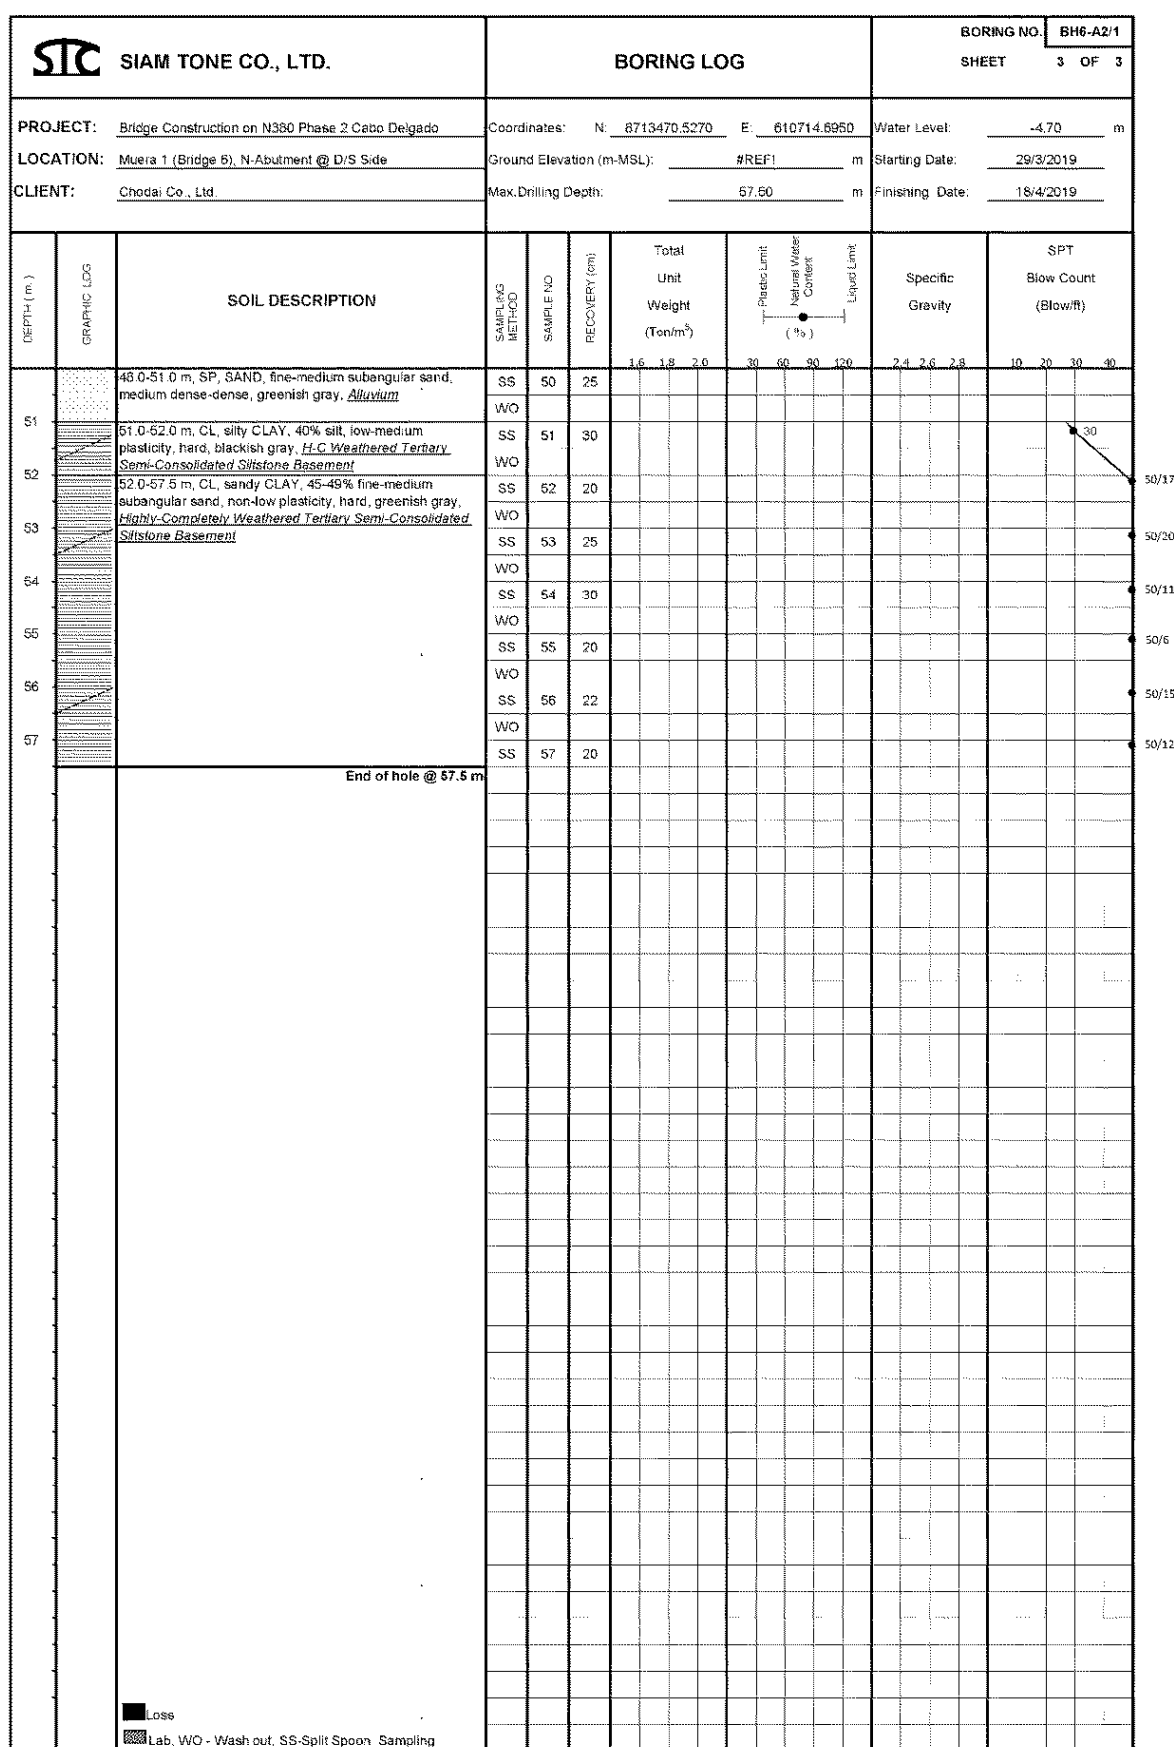 STC SIAM TONE CO., LTD.
BORING LOG
BORING NO. BH6-A2/1
SHEET 3 OF 3
PROJECT: Bridge Construction on N380 Phase 2 Cabo Delgado
LOCATION: Muera 1 (Bridge 6), N-Abutment @ D/S Side
CLIENT: Chodai Co., Ltd.
Coordinates: N: 8713470.5270 E: 610714.6950
Ground Elevation (m-MSL): #REF! m
Max.Drilling Depth: 57.50 m
Water Level: -4.70 m
Starting Date: 29/3/2019
Finishing Date: 18/4/2019
DEPTH (m.)
GRAPHIC LOG
SOIL DESCRIPTION
SAMPLING METHOD
SAMPLE NO
RECOVERY (cm)
Total
Unit
Weight
(Ton/m³)
1.6 1.8 2.0
Plastic Limit
Natural Water Content
Liquid Limit
(%)
30 60 90 120
Specific
Gravity
2.4 2.6 2.8
SPT
Blow Count
(Blow/ft)
10 20 30 40
48.0-51.0 m, SP, SAND, fine-medium subangular sand,
medium dense-dense, greenish gray, Alluvium
51.0-52.0 m, CL, silty CLAY, 40% silt, low-medium
plasticity, hard, blackish gray, H-C Weathered Tertiary
Semi-Consolidated Siltstone Basement
52.0-57.5 m, CL, sandy CLAY, 45-49% fine-medium
subangular sand, non-low plasticity, hard, greenish gray,
Highly-Completely Weathered Tertiary Semi-Consolidated
Siltstone Basement
End of hole @ 57.5 m
51
52
53
54
55
56
57
SS 50 25
WO
SS 51 30
WO
SS 52 20
WO
SS 53 25
WO
SS 54 30
WO
SS 55 20
WO
SS 56 22
WO
SS 57 20
30
50/17
50/20
50/11
50/6
50/15
50/12
Loss
Lab, WO - Wash out, SS-Split Spoon Sampling